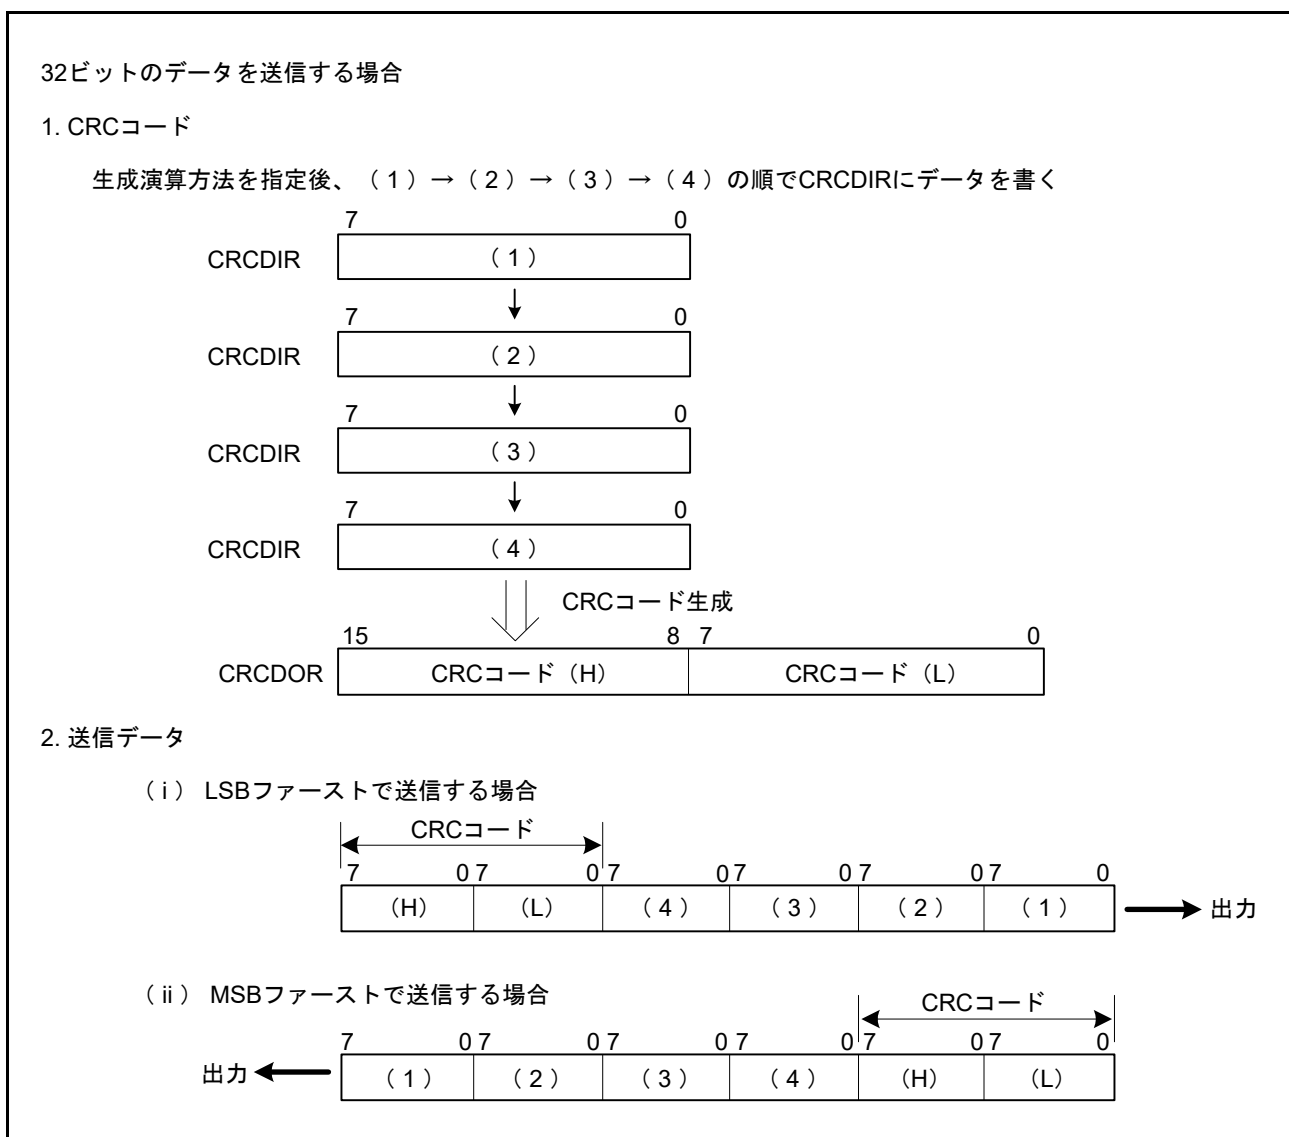 32ビットのデータを送信する場合
1. CRCコード
生成演算方法を指定後、（1）→（2）→（3）→（4）の順でCRCDIRにデータを書く
7 0
CRCDIR （1）
7 0
CRCDIR （2）
7 0
CRCDIR （3）
7 0
CRCDIR （4）
CRCコード生成
15 8 7 0
CRCDOR CRCコード（H） CRCコード（L）
2. 送信データ
（i） LSBファーストで送信する場合
CRCコード
7 0 7 0 7 0 7 0 7 0 7 0
（H） （L） （4） （3） （2） （1） 出力
（ii） MSBファーストで送信する場合
CRCコード
7 0 7 0 7 0 7 0 7 0 7 0
出力 （1） （2） （3） （4） （H） （L）